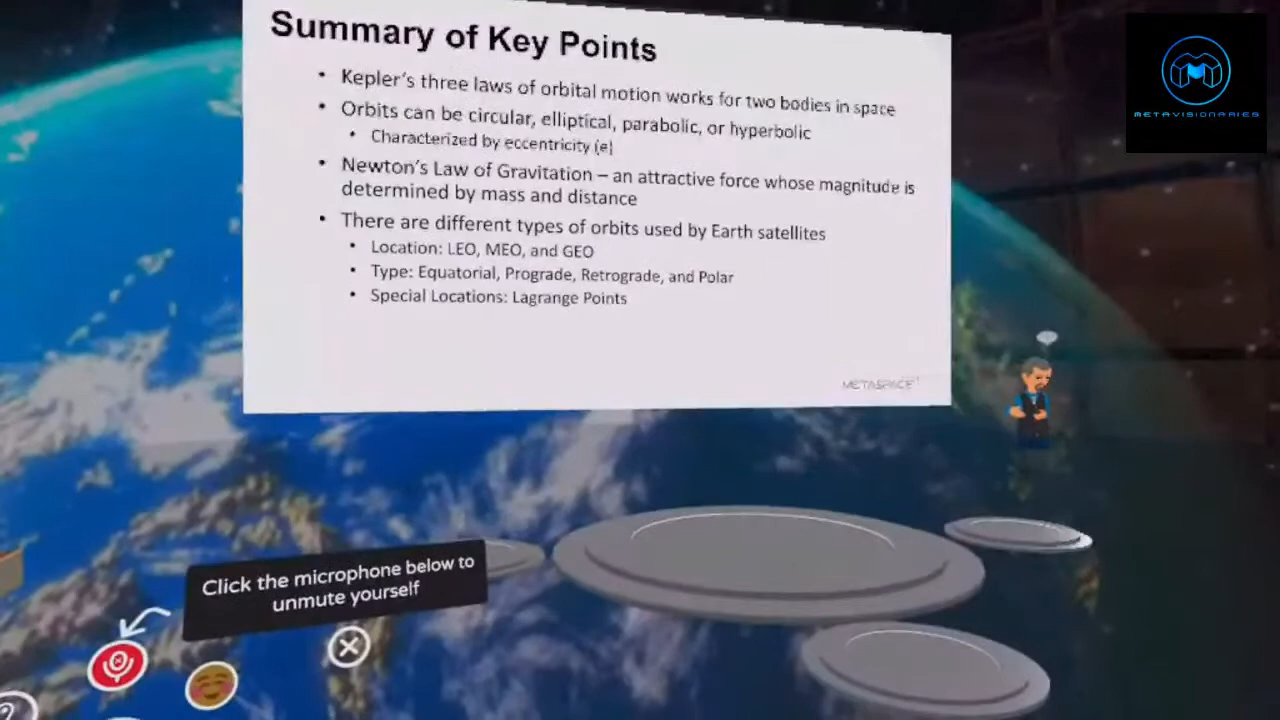 Summary of Key Points
• Kepler's three laws of orbital motion works for two bodies in space
• Orbits can be circular, elliptical, parabolic, or hyperbolic
• Characterized by eccentricity (e)
• Newton's Law of Gravitation – an attractive force whose magnitude is
determined by mass and distance
• There are different types of orbits used by Earth satellites
• Location: LEO, MEO, and GEO
• Type: Equatorial, Prograde, Retrograde, and Polar
• Special Locations: Lagrange Points
METASPACE
METAVISIONARIES
Click the microphone below to
unmute yourself
?